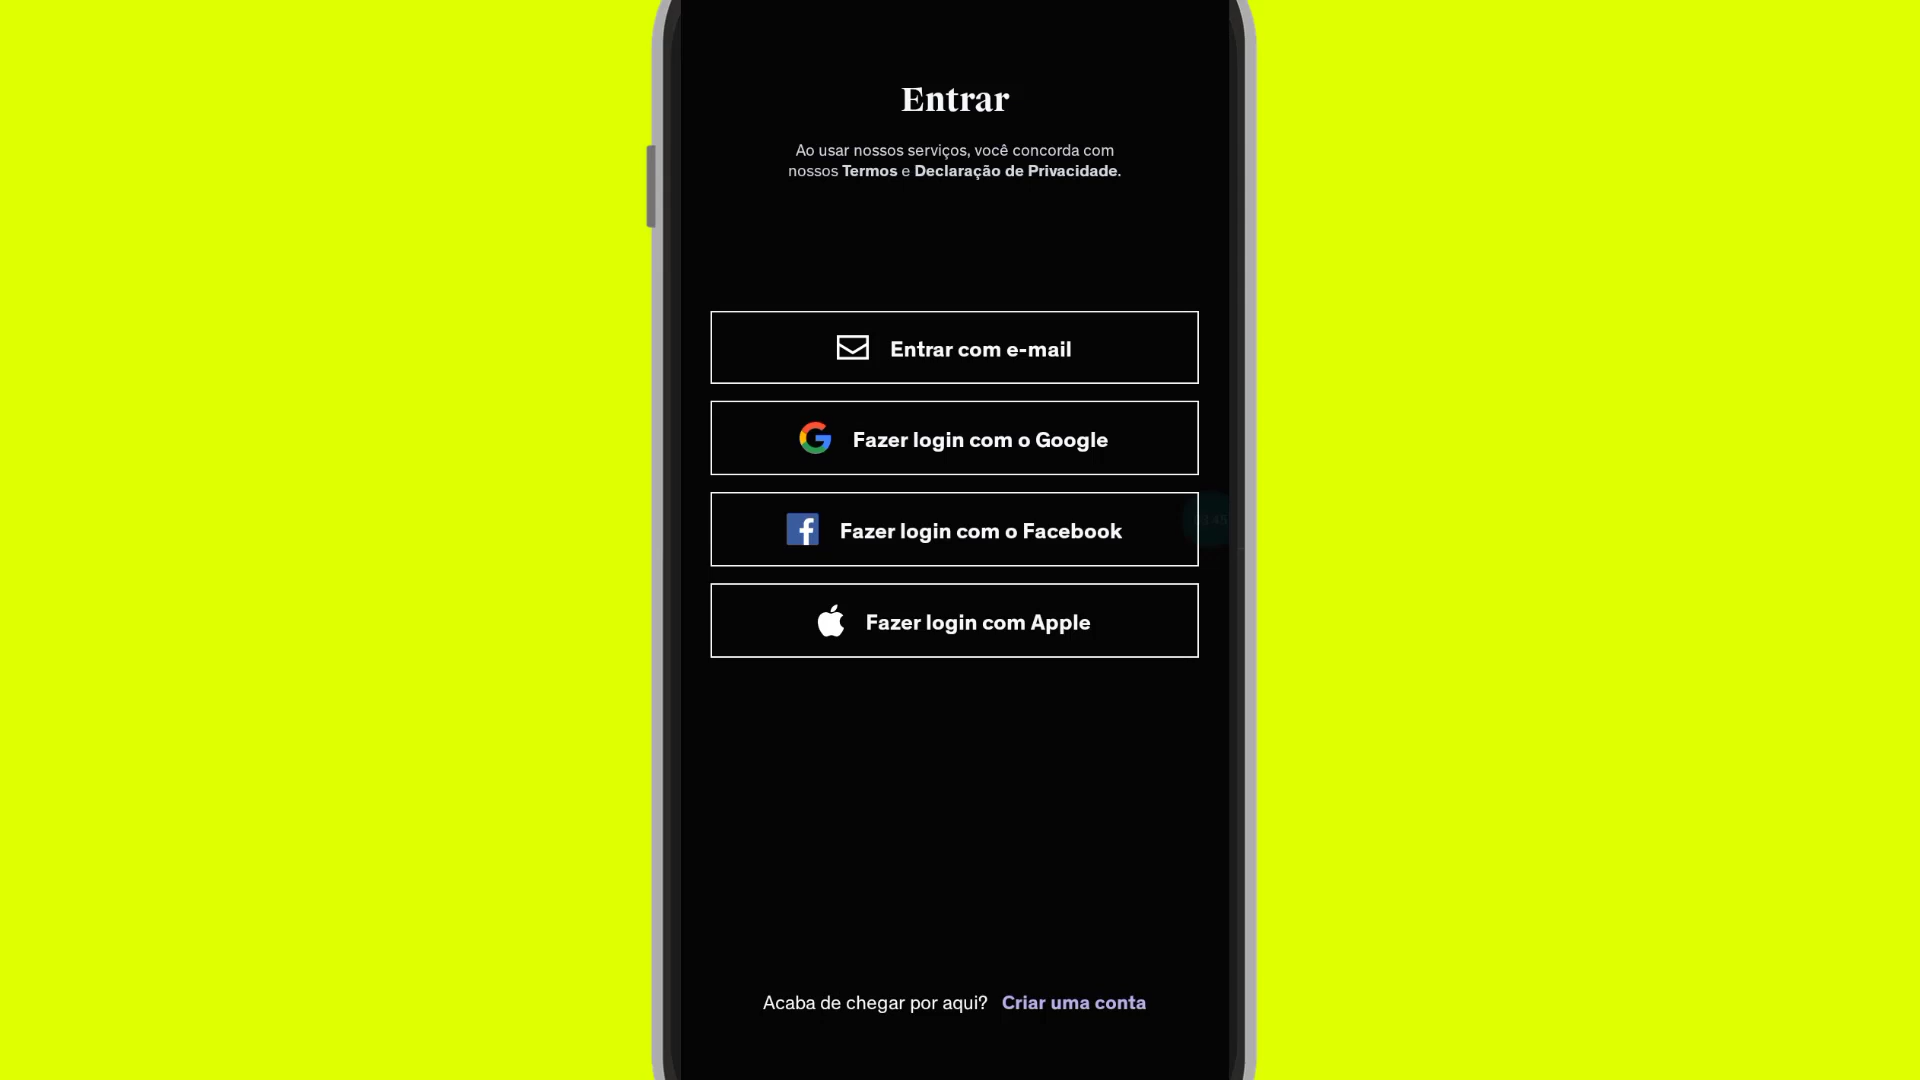 Entrar
Ao usar nossos serviços, você concorda com
nossos Termos e Declaração de Privacidade.
Entrar com e-mail
Fazer login com o Google
Fazer login com o Facebook
Fazer login com Apple
Acaba de chegar por aqui? Criar uma conta